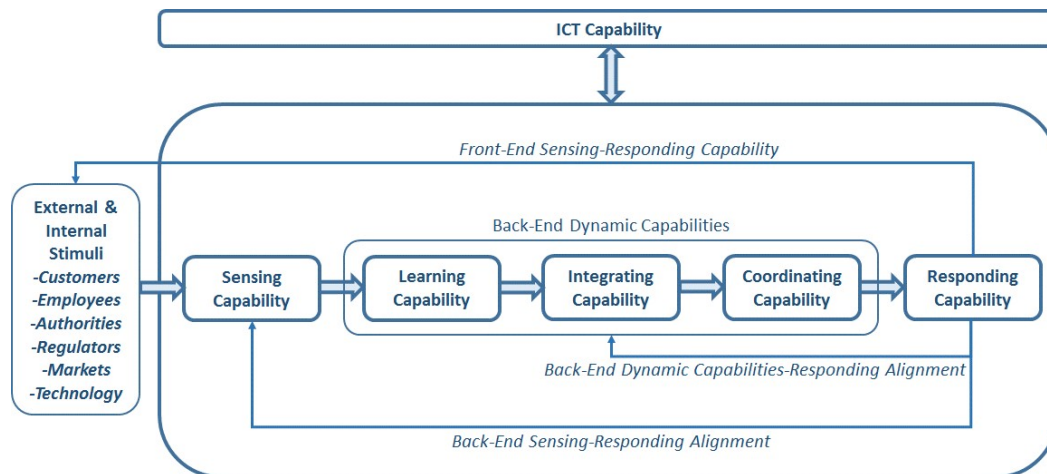 ICT Capability
Front-End Sensing-Responding Capability
External &
Internal
Stimuli
-Customers
-Employees
-Authorities
-Regulators
-Markets
-Technology
Back-End Dynamic Capabilities
Sensing
Capability
Learning
Capability
Integrating
Capability
Coordinating
Capability
Responding
Capability
Back-End Dynamic Capabilities-Responding Alignment
Back-End Sensing-Responding Alignment